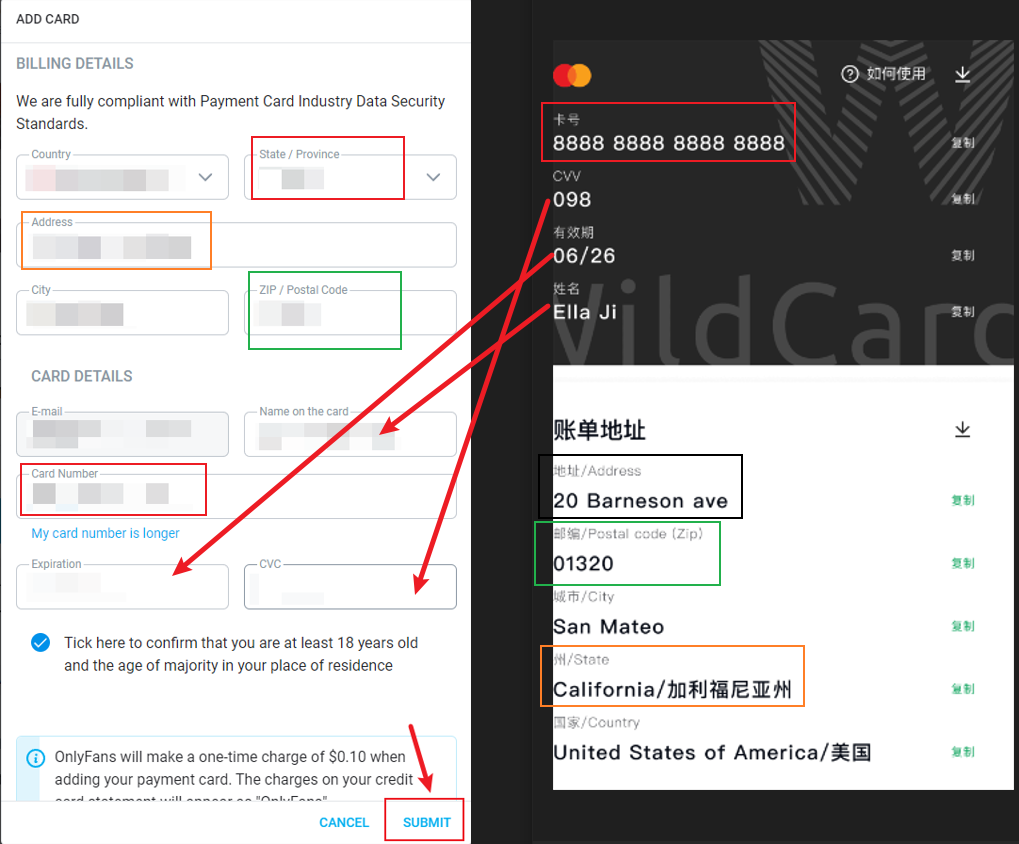 ADD CARD
BILLING DETAILS
We are fully compliant with Payment Card Industry Data Security
Standards.
Country
State / Province
Address
City
ZIP / Postal Code
CARD DETAILS
E-mail
Name on the card
Card Number
My card number is longer
Expiration
CVC
Tick here to confirm that you are at least 18 years old
and the age of majority in your place of residence
OnlyFans will make a one-time charge of $0.10 when
adding your payment card. The charges on your credit
card statement will appear as "OnlyFans"
CANCEL
SUBMIT
如何使用
卡号
8888 8888 8888 8888
复制
CVV
098
复制
有效期
06/26
复制
姓名
Ella Ji
复制
WildCard
账单地址
地址/Address
20 Barneson ave
复制
邮编/Postal code (Zip)
01320
复制
城市/City
San Mateo
复制
州/State
California/加利福尼亚州
复制
国家/Country
United States of America/美国
复制